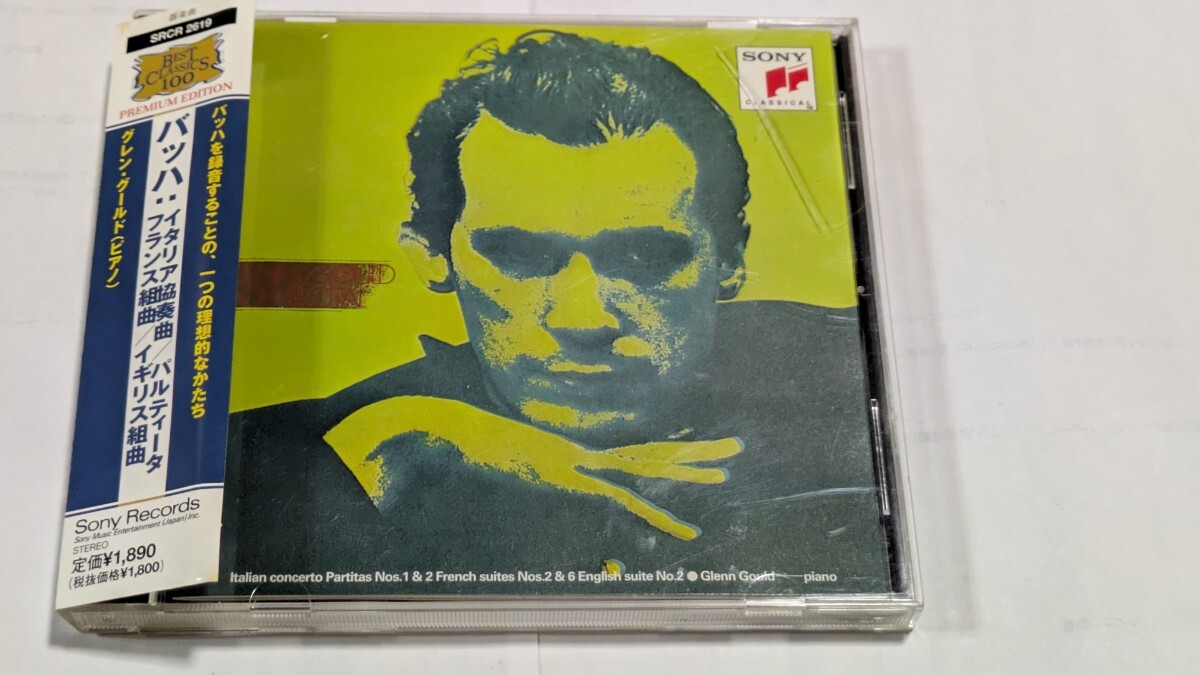 器楽曲
SRCR 2619
BEST
CLASSICS
100
PREMIUM EDITION
バッハを録音することの、一つの理想的なかたち
バッハ:イタリア協奏曲/パルティータ
フランス組曲/イギリス組曲
グレン・グールド(ピアノ)
Sony Records
Sony Music Entertainment (Japan) Inc.
STEREO
定価¥1,890
(税抜価格¥1,800)
SONY
CLASSICAL
Italian concerto Partitas Nos.1 & 2 French suites Nos.2 & 6 English suite No.2 ● Glenn Gould piano